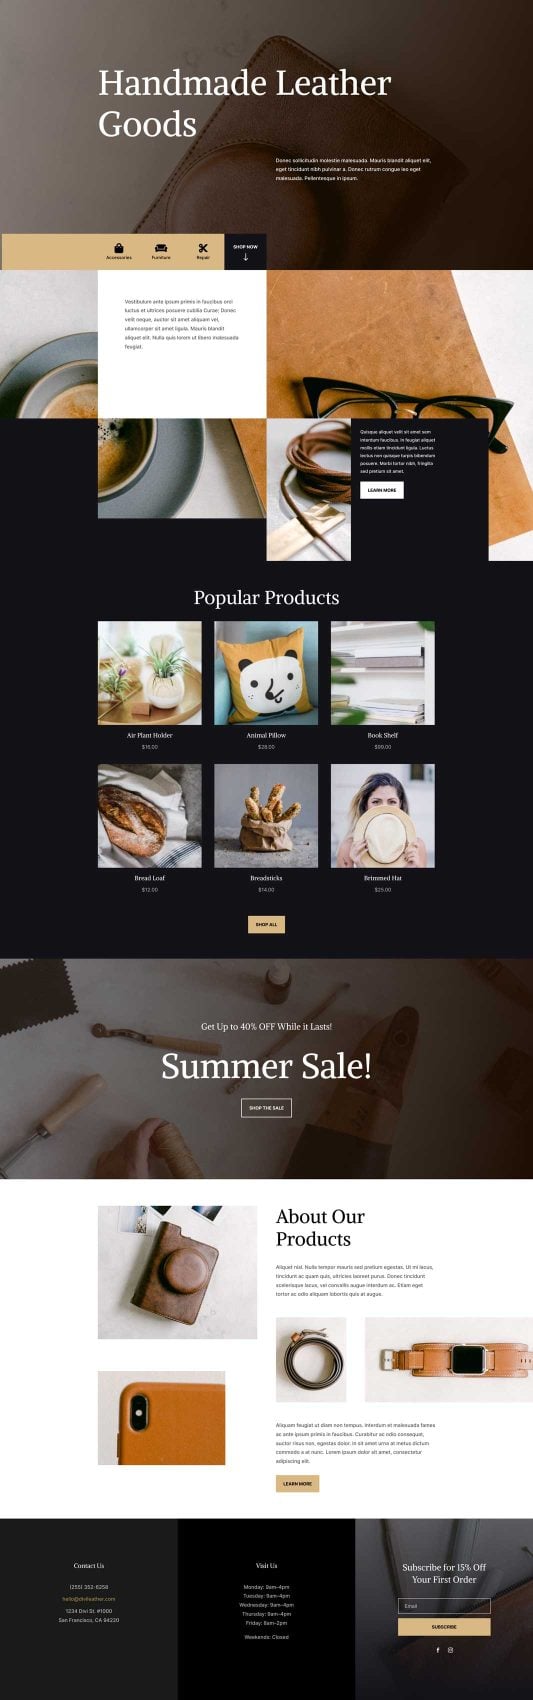 Handmade Leather
Goods
Donec sollicitudin molestie malesuada. Mauris blandit aliquet elit,
eget tincidunt nibh pulvinar a. Donec rutrum congue leo eget
malesuada. Pellentesque in ipsum.
Accessories
Furniture
Repair
SHOP NOW
Vestibulum ante ipsum primis in faucibus orci
luctus et ultrices posuere cubilia Curae; Donec
velit neque, auctor sit amet aliquam vel,
ullamcorper sit amet ligula. Mauris blandit
aliquet elit. Nulla quis lorem ut libero malesuada
feugiat.
Quisque aliquet velit sit amet sem
interdum faucibus. In feugiat aliquet
mollis etiam tincidunt ligula. Luctus
lectus non quisque turpis bibendum
posuere. Morbi tortor nibh, fringilla
sed pretium sit amet.
LEARN MORE
Popular Products
Air Plant Holder
$16.00
Animal Pillow
$28.00
Book Shelf
$99.00
Bread Loaf
$12.00
Breadsticks
$14.00
Brimmed Hat
$25.00
SHOP ALL
Get Up to 40% OFF While it Lasts!
Summer Sale!
SHOP THE SALE
About Our
Products
Aliquet nisl. Nulla tempor mauris sed pretium egestas. Ut mi lacus,
tincidunt ac quam quis, ultricies laoreet purus. Donec tincidunt
scelerisque lacus, vel convallis augue interdum ac. Etiam eget
tortor ac odio aliquam lobortis quis at augue.
Aliquam feugiat ut diam non tempus. Interdum et malesuada fames
ac ante ipsum primis in faucibus. Curabitur ac odio consequat,
auctor risus non, egestas dolor. In sit amet urna at metus dictum
commodo a at nunc. Lorem ipsum dolor sit amet, consectetur
adipiscing elit.
LEARN MORE
Contact Us
(255) 352-6258
hello@divileather.com
1234 Divi St. #1000
San Francisco, CA 94220
Visit Us
Monday: 9am–4pm
Tuesday: 9am–4pm
Wednesday: 9am–4pm
Thursday: 9am–4pm
Friday: 8am–2pm
Weekends: Closed
Subscribe for 15% Off
Your First Order
Email
SUBSCRIBE